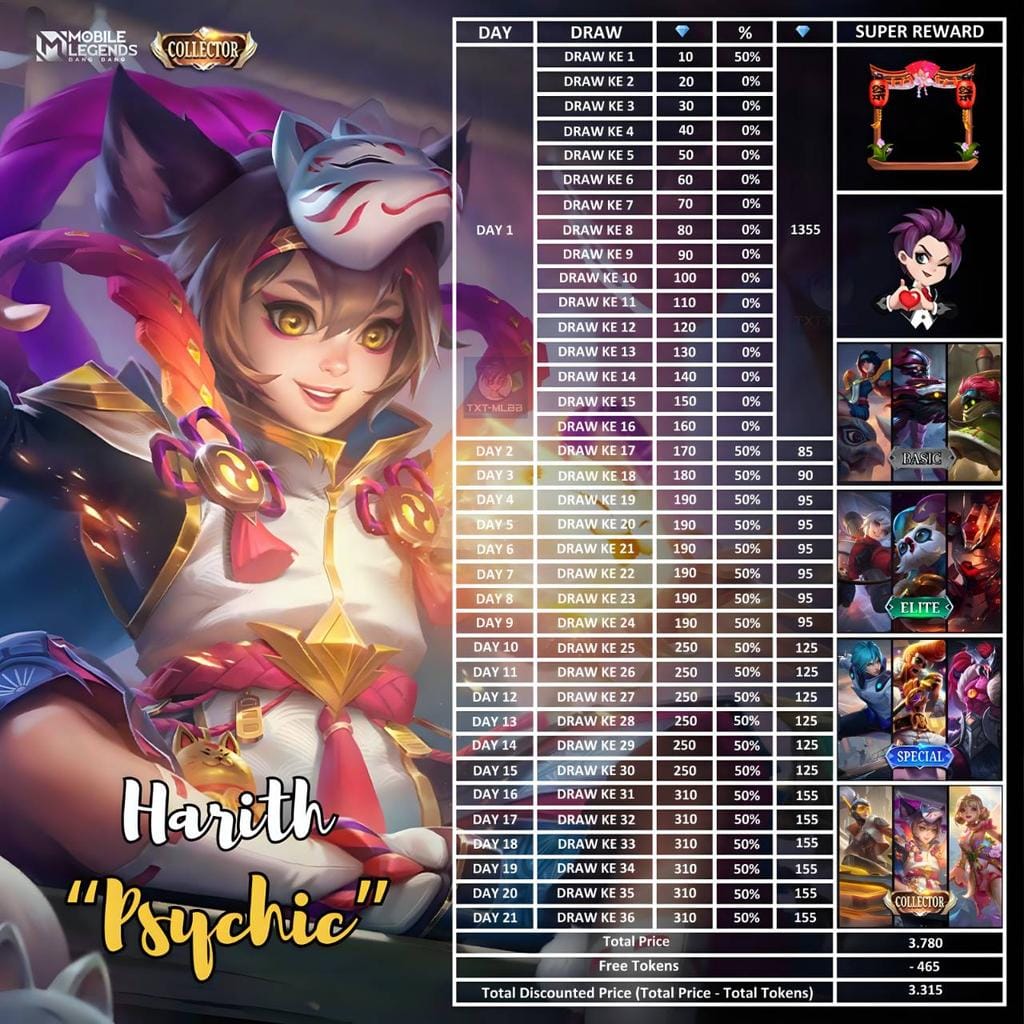 MOBILE
LEGENDS
BANG BANG
COLLECTOR
DAY DRAW % SUPER REWARD
DAY 1 1355
DRAW KE 1 10 50%
DRAW KE 2 20 0%
DRAW KE 3 30 0%
DRAW KE 4 40 0%
DRAW KE 5 50 0%
DRAW KE 6 60 0%
DRAW KE 7 70 0%
DRAW KE 8 80 0%
DRAW KE 9 90 0%
DRAW KE 10 100 0%
DRAW KE 11 110 0%
DRAW KE 12 120 0%
DRAW KE 13 130 0%
DRAW KE 14 140 0%
DRAW KE 15 150 0%
DRAW KE 16 160 0%
TXT-MLBB
DAY 2 DRAW KE 17 170 50% 85
DAY 3 DRAW KE 18 180 50% 90
DAY 4 DRAW KE 19 190 50% 95
DAY 5 DRAW KE 20 190 50% 95
DAY 6 DRAW KE 21 190 50% 95
DAY 7 DRAW KE 22 190 50% 95
DAY 8 DRAW KE 23 190 50% 95
DAY 9 DRAW KE 24 190 50% 95
DAY 10 DRAW KE 25 250 50% 125
DAY 11 DRAW KE 26 250 50% 125
DAY 12 DRAW KE 27 250 50% 125
DAY 13 DRAW KE 28 250 50% 125
DAY 14 DRAW KE 29 250 50% 125
DAY 15 DRAW KE 30 250 50% 125
DAY 16 DRAW KE 31 310 50% 155
DAY 17 DRAW KE 32 310 50% 155
DAY 18 DRAW KE 33 310 50% 155
DAY 19 DRAW KE 34 310 50% 155
DAY 20 DRAW KE 35 310 50% 155
DAY 21 DRAW KE 36 310 50% 155
BASIC
ELITE
SPECIAL
COLLECTOR
Total Price 3.780
Free Tokens - 465
Total Discounted Price (Total Price - Total Tokens) 3.315
Harith
“Psychic”